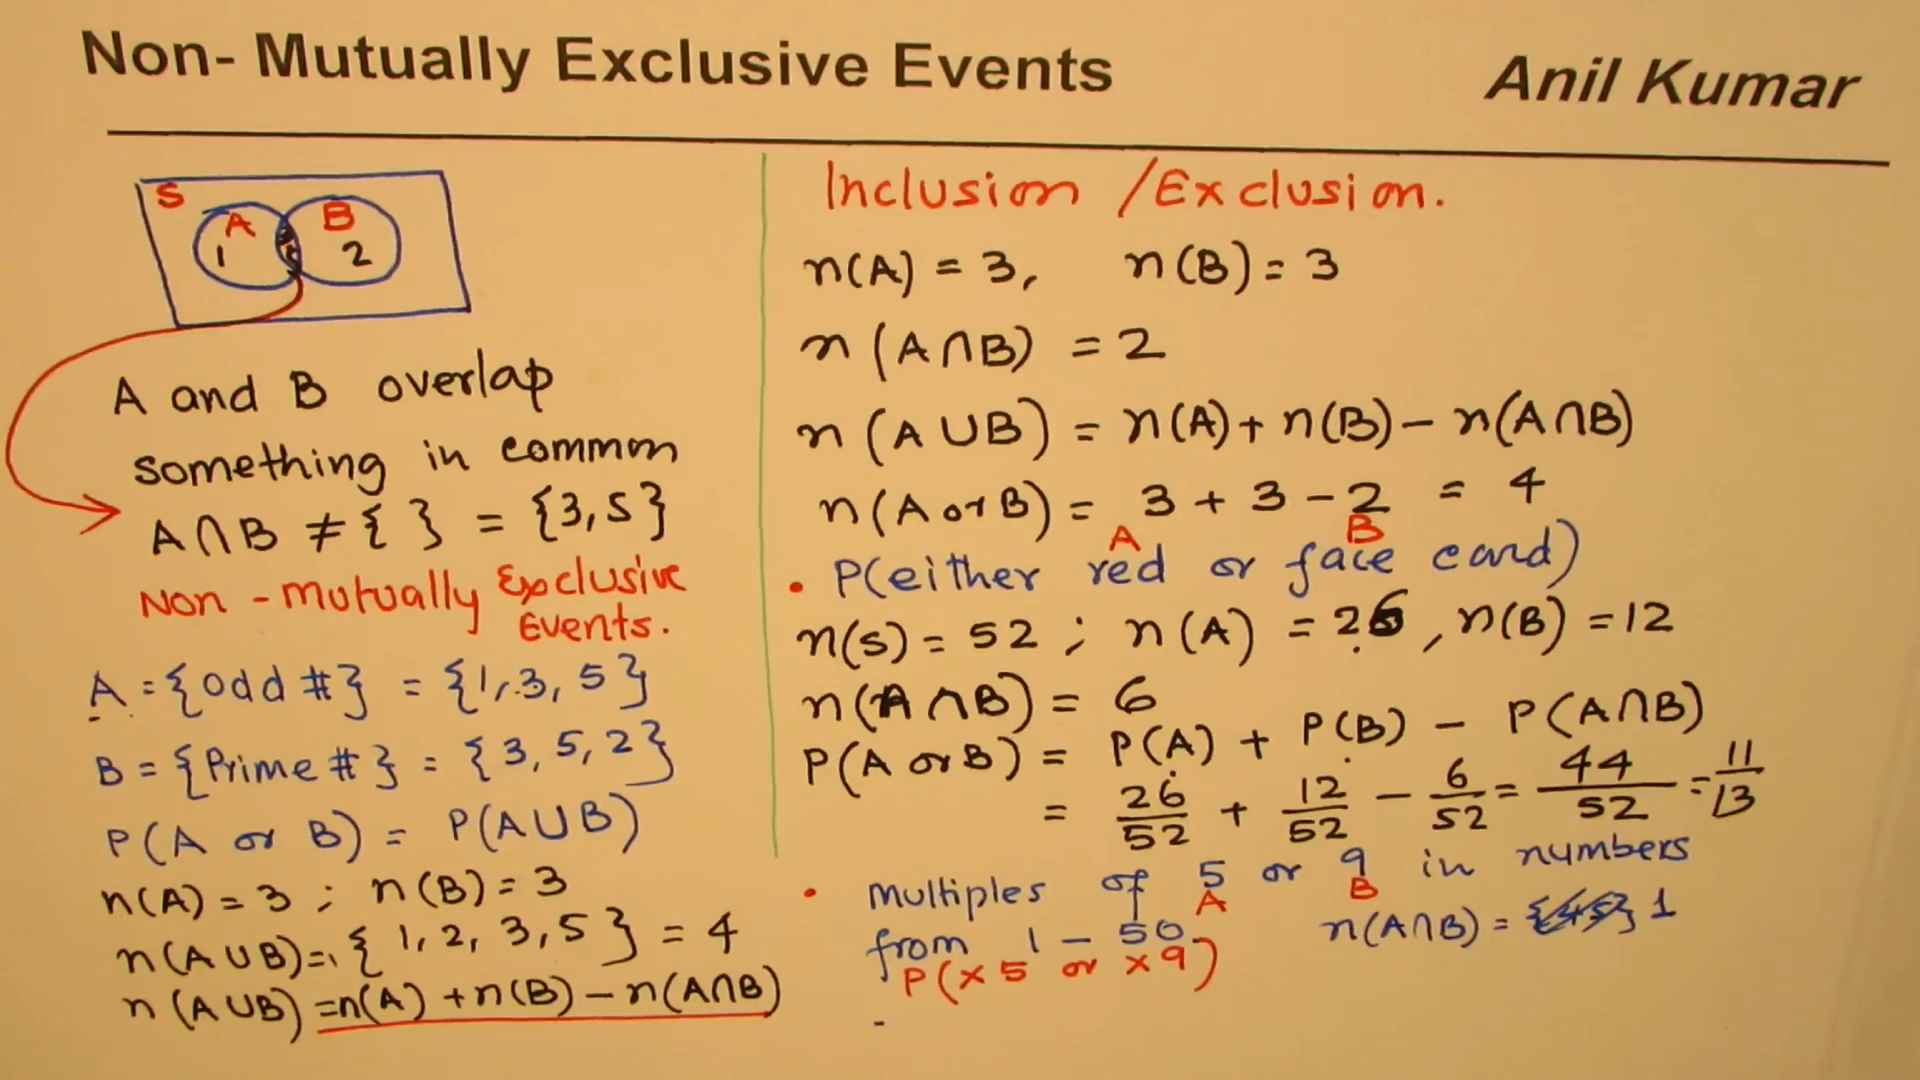 Non- Mutually Exclusive Events
Anil Kumar
S
A B
1 2
A and B overlap
something in common
A∩B ≠ { } = {3,5}
Non - mutually Exclusive
Events.
A = {odd #} = {1, 3, 5}
B = {Prime #} = {3, 5, 2}
P(A or B) = P(A∪B)
n(A) = 3 ; n(B) = 3
n(A∪B) = {1, 2, 3, 5} = 4
n(A∪B) = n(A) + n(B) - n(A∩B)
Inclusion / Exclusion.
n(A) = 3, n(B) = 3
n(A∩B) = 2
n(A∪B) = n(A) + n(B) - n(A∩B)
n(A or B) = 3 + 3 - 2 = 4
A B
• P(either red or face card)
n(S) = 52 ; n(A) = 26, n(B) = 12
n(A∩B) = 6
P(A or B) = P(A) + P(B) - P(A∩B)
= 26/52 + 12/52 - 6/52 = 44/52 = 11/13
• multiples of 5 or 9 in numbers
A B
from 1 - 50 n(A∩B) = 1
P(x5 or x9)